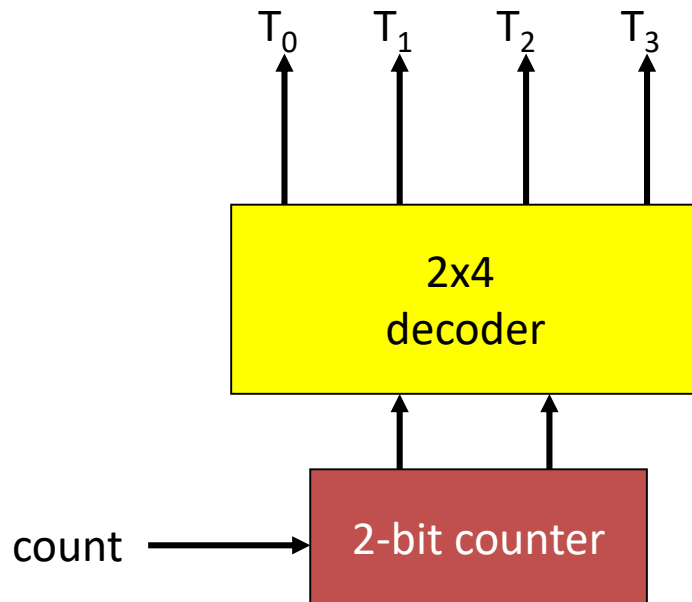 T₀ T₁ T₂ T₃
2x4
decoder
count 2-bit counter